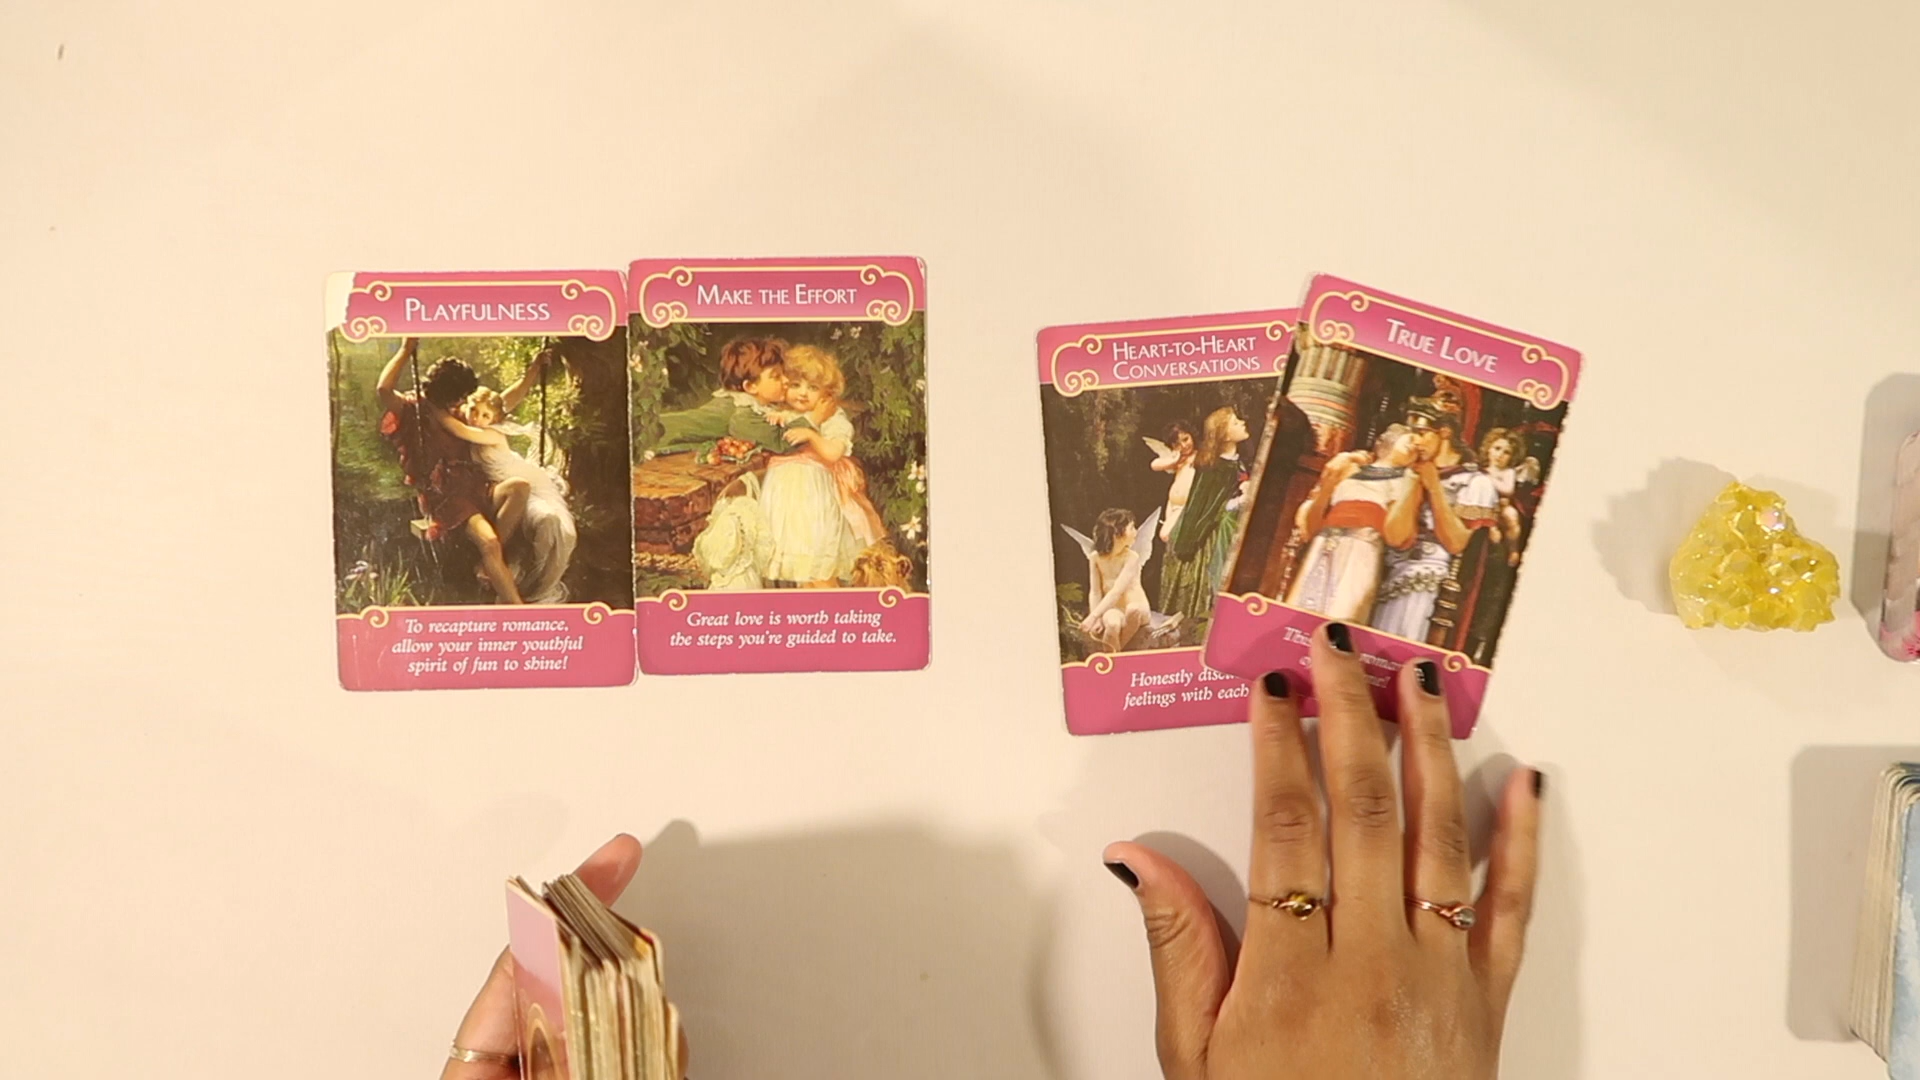 PLAYFULNESS
To recapture romance,
allow your inner youthful
spirit of fun to shine!
MAKE THE EFFORT
Great love is worth taking
the steps you're guided to take.
HEART-TO-HEART
CONVERSATIONS
Honestly
feelings with each
TRUE LOVE